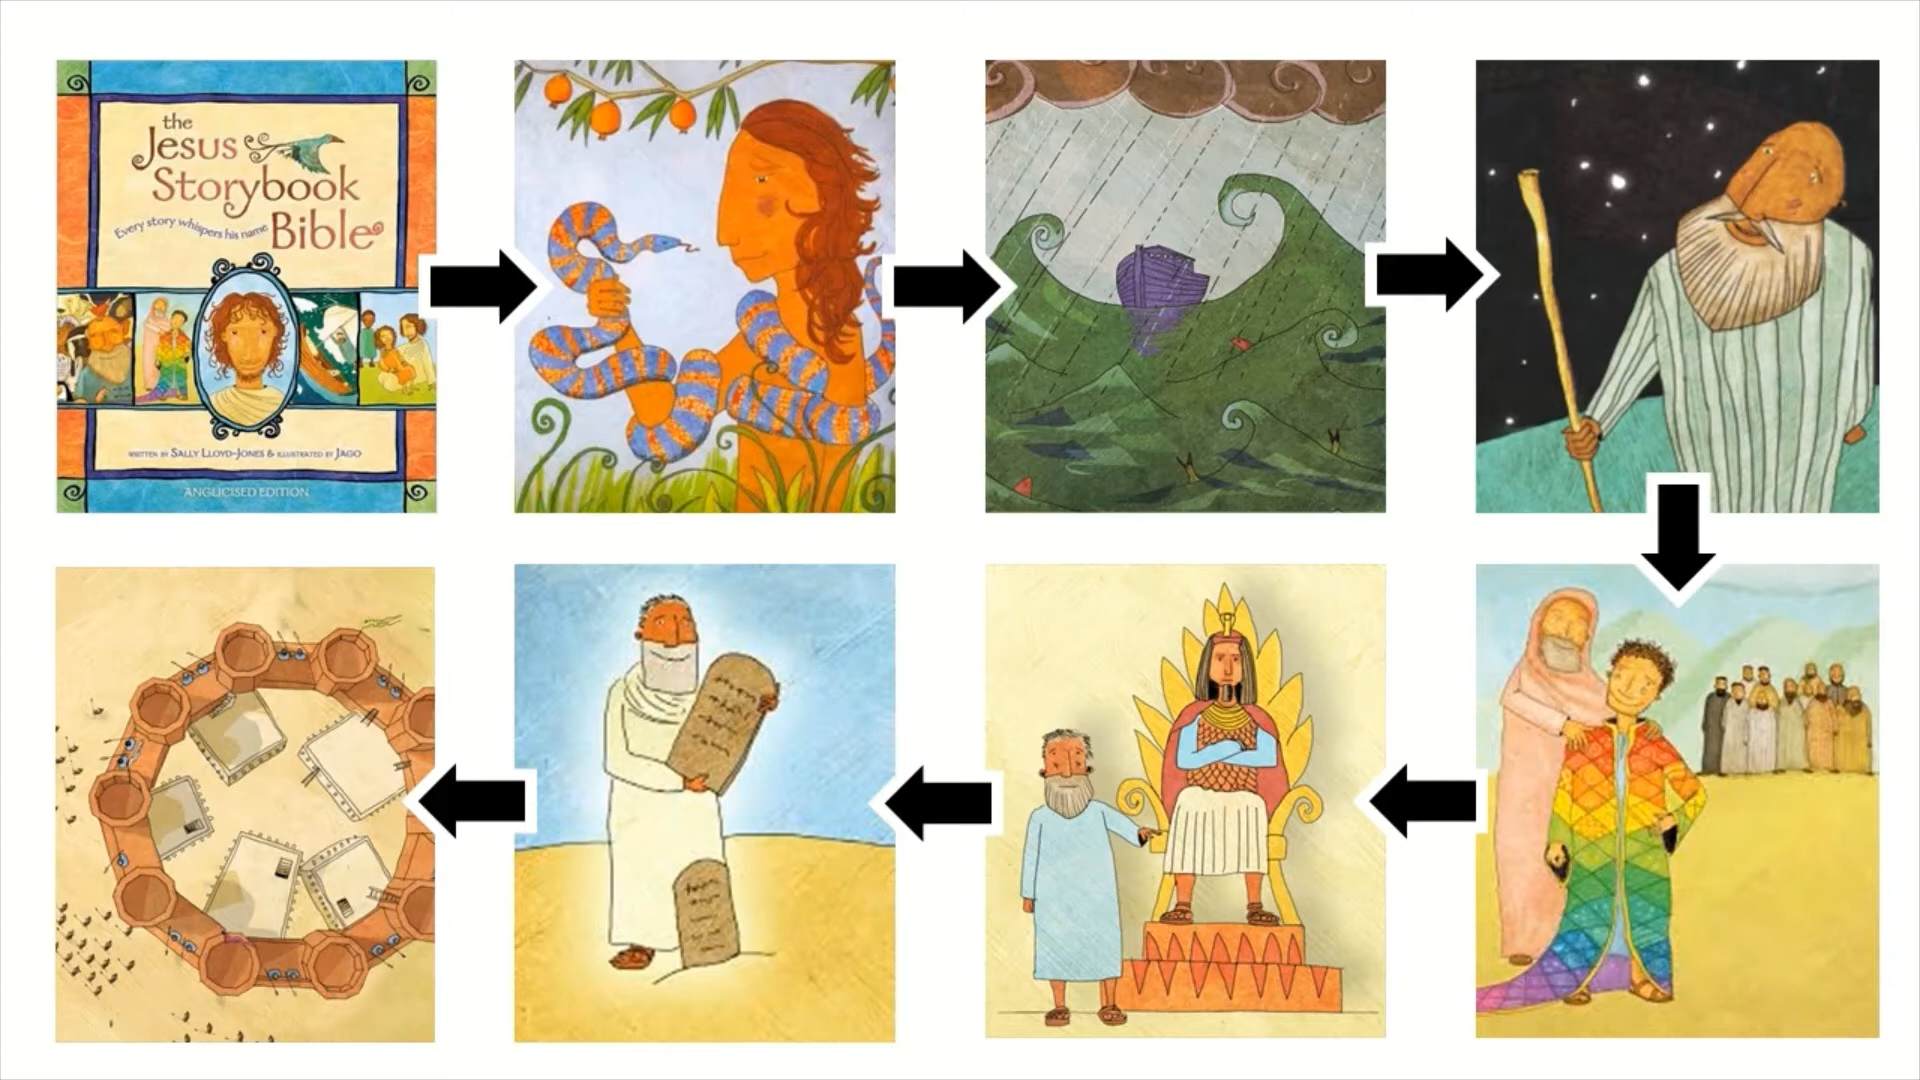 the
Jesus
Storybook
Every story whispers his name
Bible
WRITTEN BY SALLY LLOYD-JONES & ILLUSTRATED BY JAGO
ANGLICISED EDITION